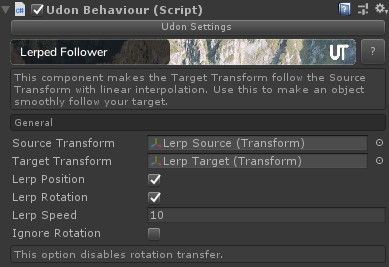 Udon Behaviour (Script)
Udon Settings
Lerped Follower
UT
?
This component makes the Target Transform follow the Source
Transform with linear interpolation. Use this to make an object
smoothly follow your target.
General
Source Transform Lerp Source (Transform)
Target Transform Lerp Target (Transform)
Lerp Position
Lerp Rotation
Lerp Speed 10
Ignore Rotation
This option disables rotation transfer.